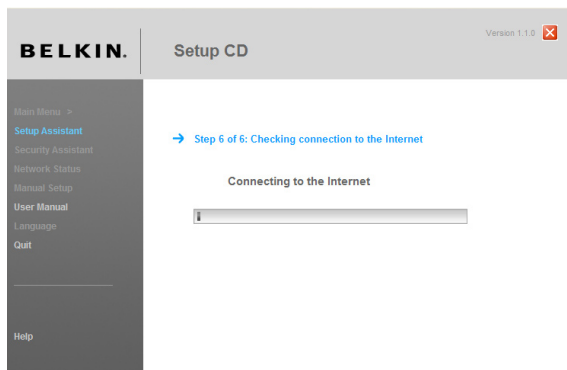 BELKIN.
Setup CD
Version 1.1.0
Main Menu >
Setup Assistant
Security Assistant
Network Status
Manual Setup
User Manual
Language
Quit
Help
Step 6 of 6: Checking connection to the Internet
Connecting to the Internet